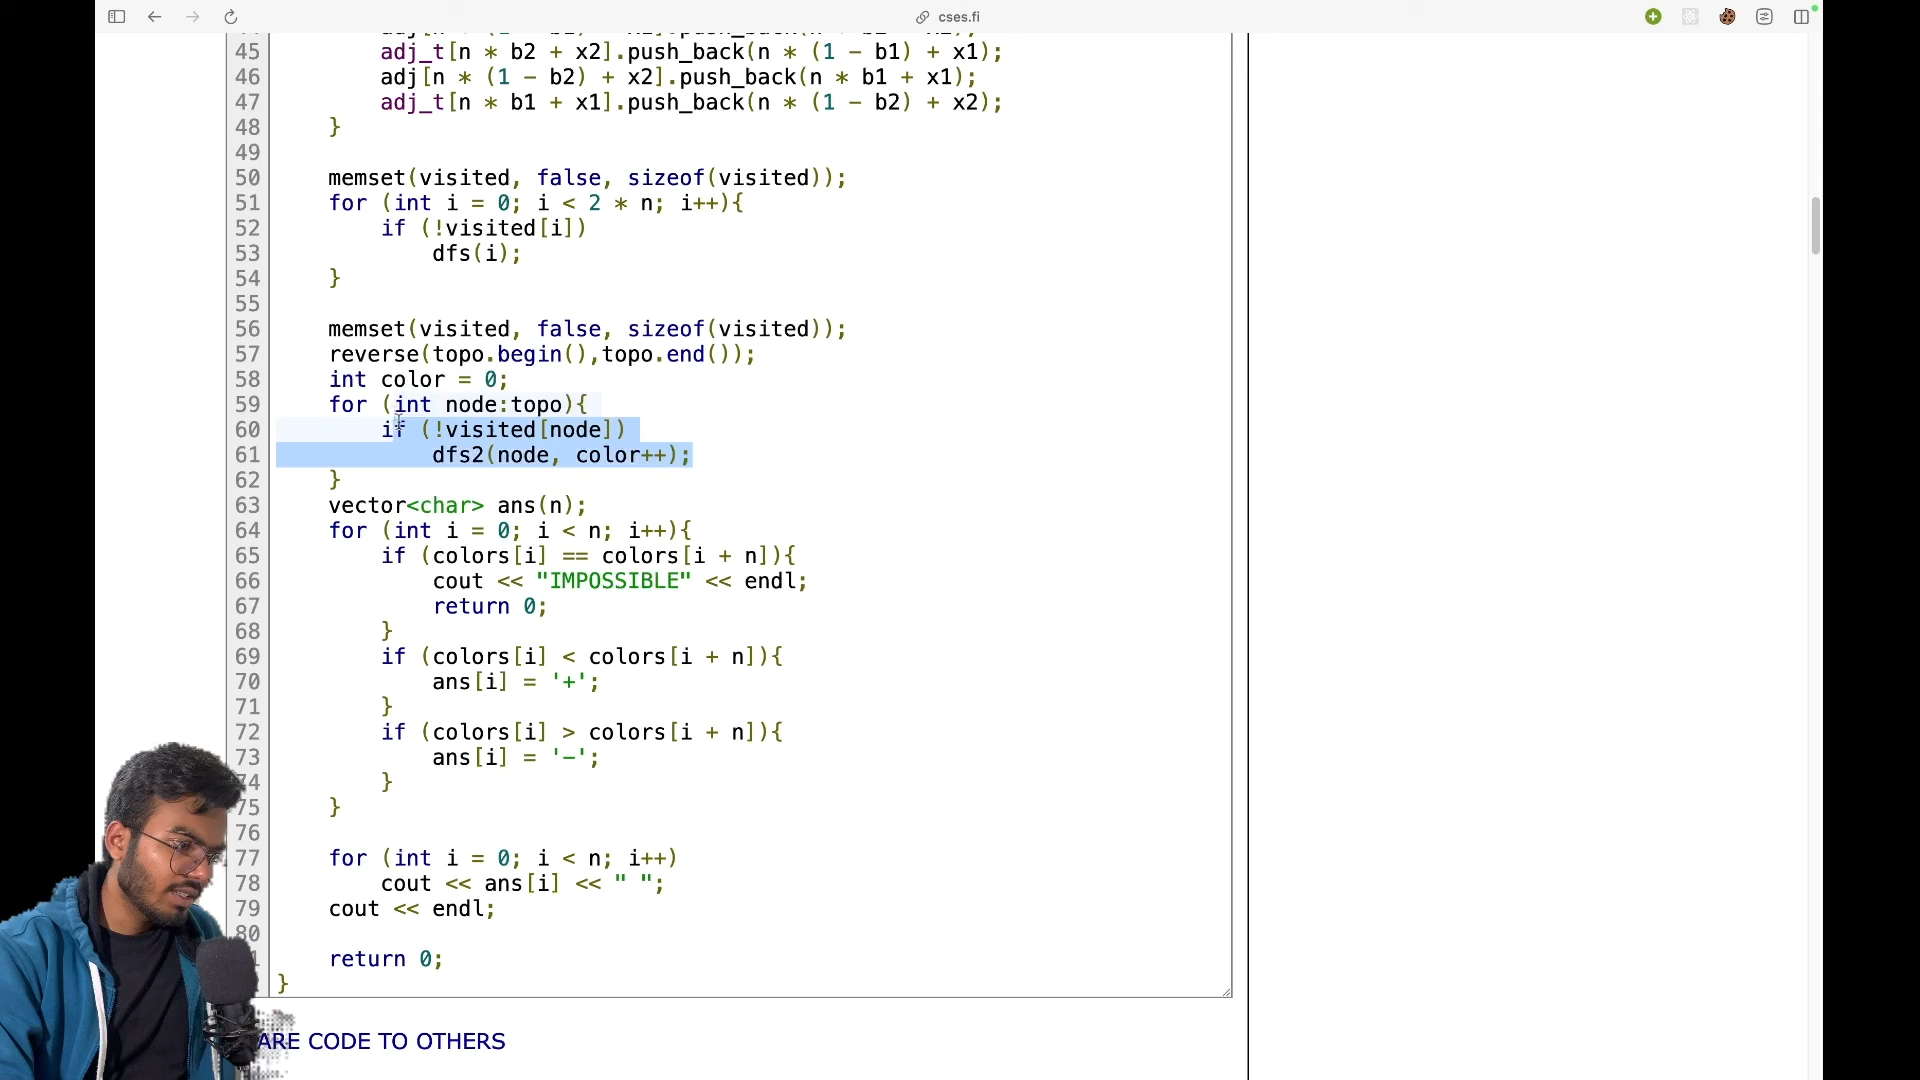 cses.fi
45 adj_t[n * b2 + x2].push_back(n * (1 - b1) + x1);
46 adj[n * (1 - b2) + x2].push_back(n * b1 + x1);
47 adj_t[n * b1 + x1].push_back(n * (1 - b2) + x2);
48 }
49
50 memset(visited, false, sizeof(visited));
51 for (int i = 0; i < 2 * n; i++){
52 if (!visited[i])
53 dfs(i);
54 }
55
56 memset(visited, false, sizeof(visited));
57 reverse(topo.begin(),topo.end());
58 int color = 0;
59 for (int node:topo){
60 if (!visited[node])
61 dfs2(node, color++);
62 }
63 vector<char> ans(n);
64 for (int i = 0; i < n; i++){
65 if (colors[i] == colors[i + n]){
66 cout << "IMPOSSIBLE" << endl;
67 return 0;
68 }
69 if (colors[i] < colors[i + n]){
70 ans[i] = '+';
71 }
72 if (colors[i] > colors[i + n]){
73 ans[i] = '-';
74 }
75 }
76
77 for (int i = 0; i < n; i++)
78 cout << ans[i] << " ";
79 cout << endl;
80
return 0;
}
ARE CODE TO OTHERS